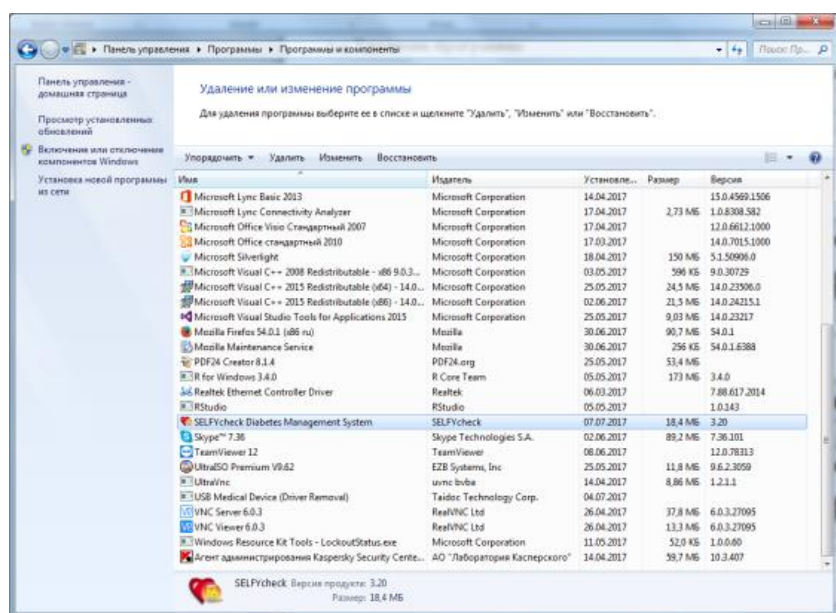 Панель управления ▸ Программы ▸ Программы и компоненты
Поиск: Пр...
Панель управления -
домашняя страница
Просмотр установленных
обновлений
Включение или отключение
компонентов Windows
Установка новой программы
из сети
Удаление или изменение программы
Для удаления программы выберите ее в списке и щелкните "Удалить", "Изменить" или "Восстановить".
Упорядочить Удалить Изменить Восстановить
Имя Издатель Установле... Размер Версия
Microsoft Lync Basic 2013 Microsoft Corporation 14.04.2017 15.0.4569.1506
Microsoft Lync Connectivity Analyzer Microsoft Corporation 17.04.2017 2,73 МБ 1.0.8308.582
Microsoft Office Visio Стандартный 2007 Microsoft Corporation 17.04.2017 12.0.6612.1000
Microsoft Office стандартный 2010 Microsoft Corporation 17.03.2017 14.0.7015.1000
Microsoft Silverlight Microsoft Corporation 18.04.2017 150 МБ 5.1.50906.0
Microsoft Visual C++ 2008 Redistributable - x86 9.0.3... Microsoft Corporation 03.05.2017 596 КБ 9.0.30729
Microsoft Visual C++ 2015 Redistributable (x64) - 14.0... Microsoft Corporation 25.05.2017 24,5 МБ 14.0.23506.0
Microsoft Visual C++ 2015 Redistributable (x86) - 14.0... Microsoft Corporation 02.06.2017 21,5 МБ 14.0.24215.1
Microsoft Visual Studio Tools for Applications 2015 Microsoft Corporation 25.05.2017 9,03 МБ 14.0.23217
Mozilla Firefox 54.0.1 (x86 ru) Mozilla 30.06.2017 90,7 МБ 54.0.1
Mozilla Maintenance Service Mozilla 30.06.2017 256 КБ 54.0.1.6388
PDF24 Creator 8.1.4 PDF24.org 25.05.2017 53,4 МБ
R for Windows 3.4.0 R Core Team 05.05.2017 173 МБ 3.4.0
Realtek Ethernet Controller Driver Realtek 06.03.2017 7.88.617.2014
RStudio RStudio 05.05.2017 1.0.143
SELFYcheck Diabetes Management System SELFYcheck 07.07.2017 18,4 МБ 3.20
Skype™ 7.36 Skype Technologies S.A. 02.06.2017 89,2 МБ 7.36.101
TeamViewer 12 TeamViewer 08.06.2017 12.0.78313
UltraISO Premium V9.62 EZB Systems, Inc 25.05.2017 11,8 МБ 9.6.2.3059
UltraVnc uvnc bvba 14.04.2017 8,86 МБ 1.2.1.1
USB Medical Device (Driver Removal) Taidoc Technology Corp. 04.07.2017
VNC Server 6.0.3 RealVNC Ltd 26.04.2017 37,8 МБ 6.0.3.27095
VNC Viewer 6.0.3 RealVNC Ltd 26.04.2017 13,3 МБ 6.0.3.27095
Windows Resource Kit Tools - LockoutStatus.exe Microsoft Corporation 11.05.2017 52,0 КБ 1.0.0.60
Агент администрирования Kaspersky Security Cente... АО "Лаборатория Касперского" 14.04.2017 59,7 МБ 10.3.407
SELFYcheck Версия продукта: 3.20
Размер: 18,4 МБ